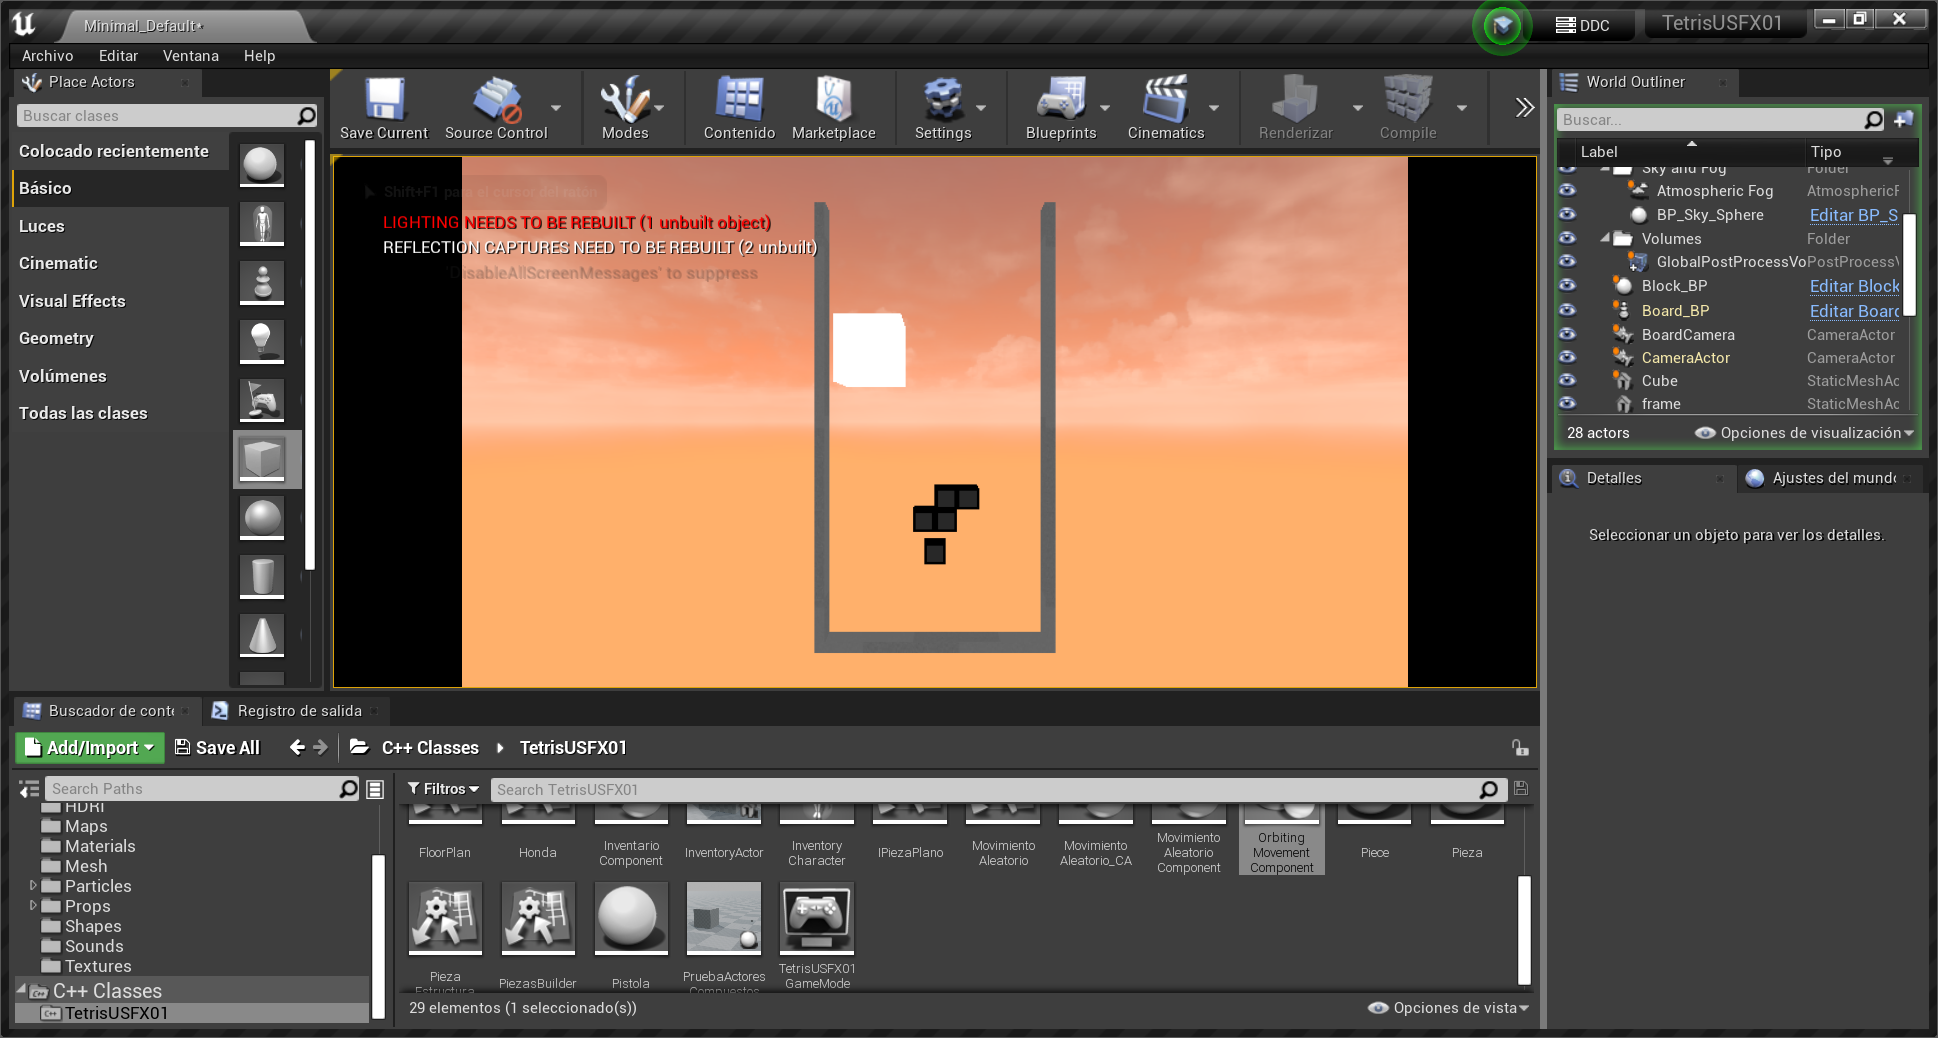 Minimal_Default*
DDC
TetrisUSFX01
Archivo
Editar
Ventana
Help
Place Actors
Buscar clases
Colocado recientemente
Básico
Luces
Cinematic
Visual Effects
Geometry
Volúmenes
Todas las clases
Save Current
Source Control
Modes
Contenido
Marketplace
Settings
Blueprints
Cinematics
Renderizar
Compile
Shift+F1 para el cursor del ratón
LIGHTING NEEDS TO BE REBUILT (1 unbuilt object)
REFLECTION CAPTURES NEED TO BE REBUILT (2 unbuilt)
'DisableAllScreenMessages' to suppress
World Outliner
Buscar...
Label
Tipo
Sky and Fog
Folder
Atmospheric Fog
AtmosphericF
BP_Sky_Sphere
Editar BP_S
Volumes
Folder
GlobalPostProcessVo
PostProcessV
Block_BP
Editar Block
Board_BP
Editar Board
BoardCamera
CameraActor
CameraActor
CameraActor
Cube
StaticMeshAc
frame
StaticMeshAc
28 actors
Opciones de visualización
Detalles
Ajustes del mundo
Seleccionar un objeto para ver los detalles.
Buscador de conte
Registro de salida
Add/Import
Save All
C++ Classes
TetrisUSFX01
Search Paths
HDRI
Maps
Materials
Mesh
Particles
Props
Shapes
Sounds
Textures
C++ Classes
TetrisUSFX01
Filtros
Search TetrisUSFX01
FloorPlan
Honda
Inventario
Component
InventoryActor
Inventory
Character
IPiezaPlano
Movimiento
Aleatorio
Movimiento
Aleatorio_CA
Movimiento
Aleatorio
Component
Orbiting
Movement
Component
Piece
Pieza
Pieza
Estructura
PiezasBuilder
Pistola
PruebaActores
Compuestos
TetrisUSFX01
GameMode
29 elementos (1 seleccionado(s))
Opciones de vista